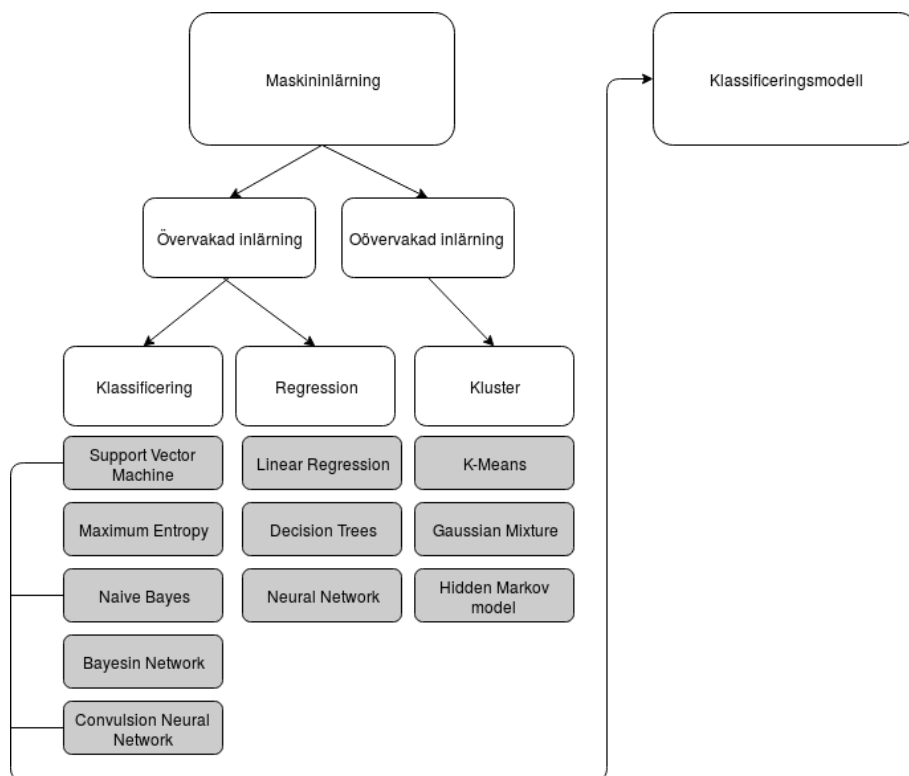 Maskininlärning
Klassificeringsmodell
Övervakad inlärning
Oövervakad inlärning
Klassificering
Regression
Kluster
Support Vector
Machine
Linear Regression
K-Means
Maximum Entropy
Decision Trees
Gaussian Mixture
Naive Bayes
Neural Network
Hidden Markov
model
Bayesin Network
Convulsion Neural
Network